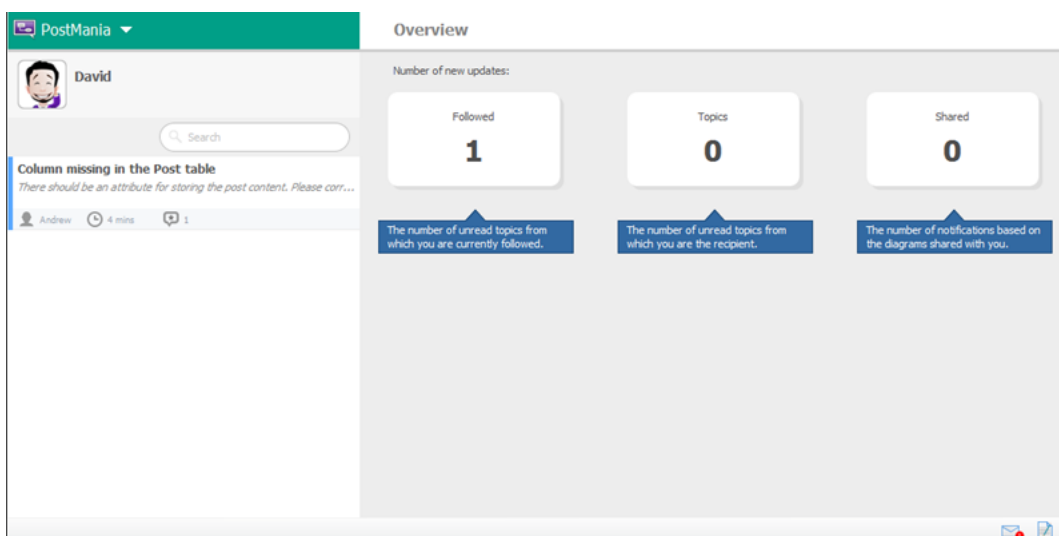 PostMania
Overview
David
Search
Column missing in the Post table
There should be an attribute for storing the post content. Please corr...
Andrew 4 mins 1
Number of new updates:
Followed
1
Topics
0
Shared
0
The number of unread topics from
which you are currently followed.
The number of unread topics from
which you are the recipient.
The number of notifications based on
the diagrams shared with you.